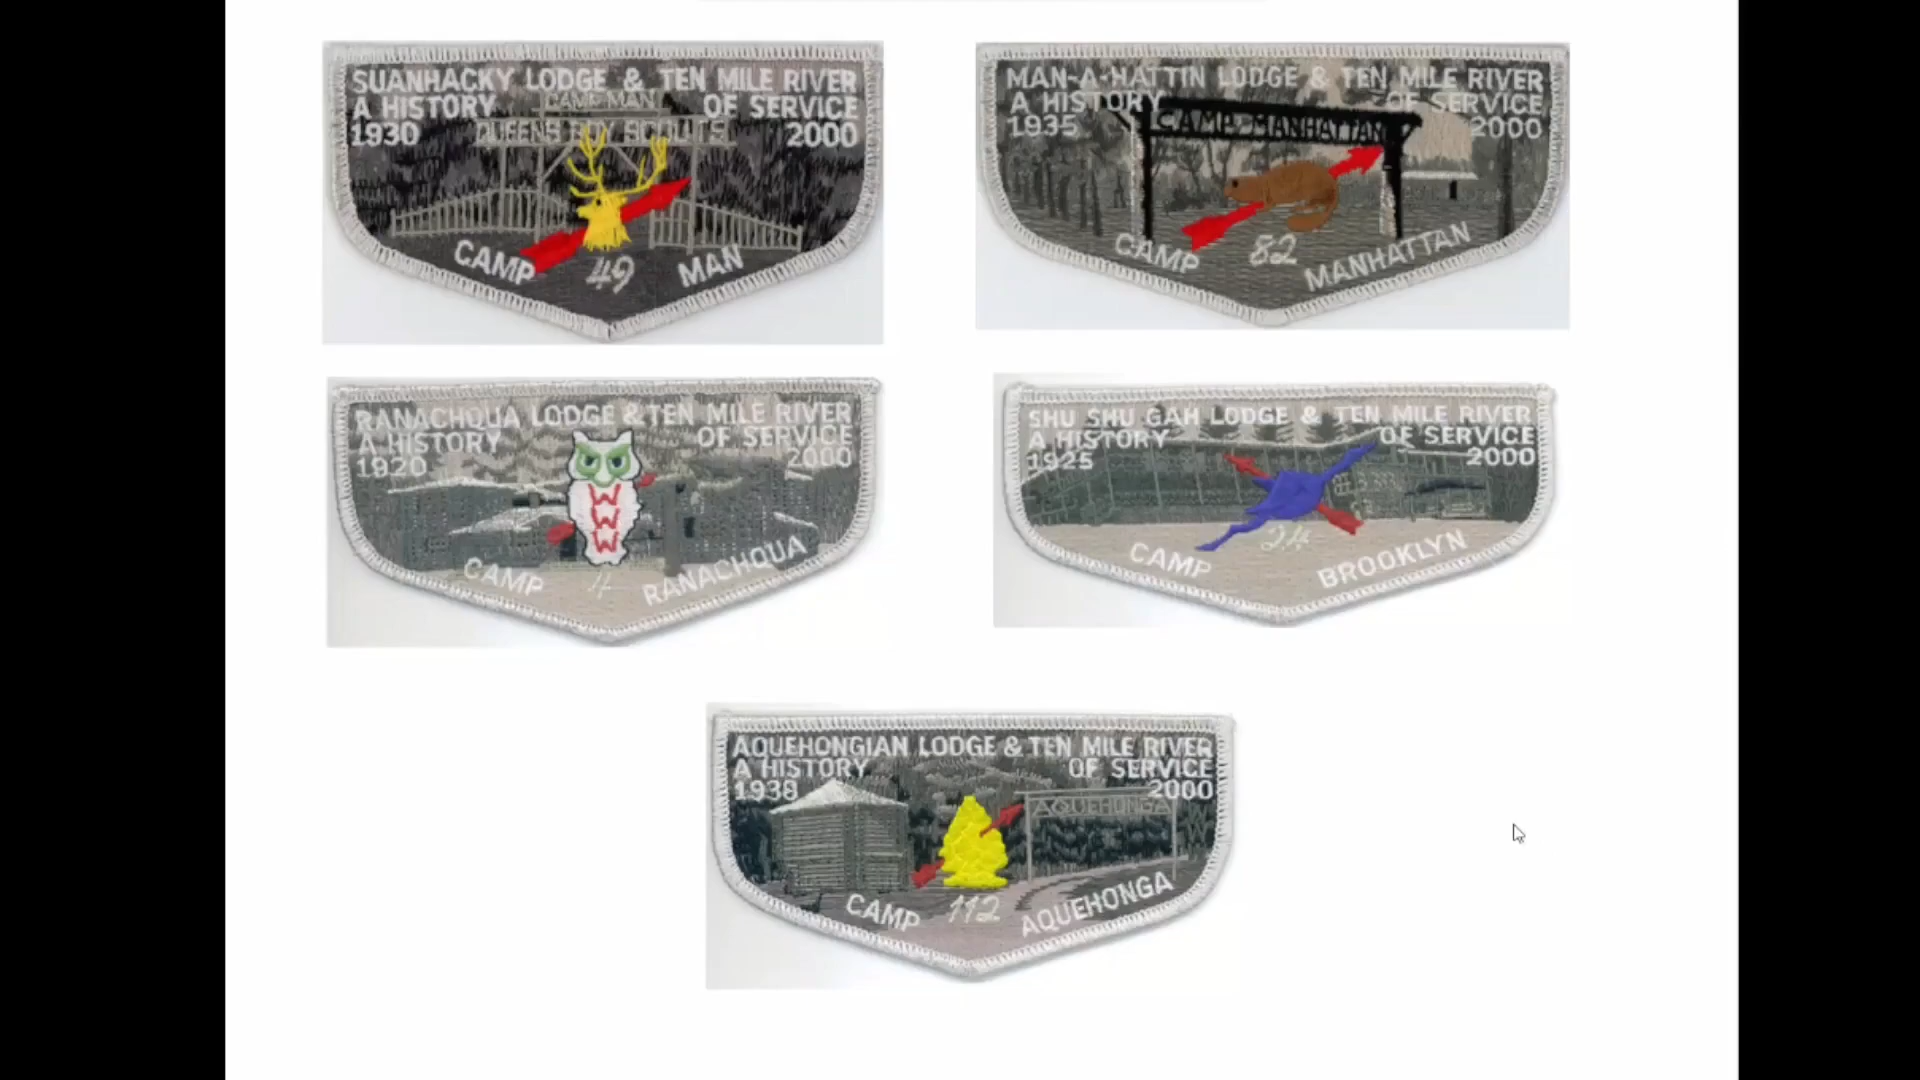 SUANHACKY LODGE & TEN MILE RIVER
A HISTORY OF SERVICE
1930 2000
CAMP MAN
QUEENS BOY SCOUTS
CAMP 49 MAN
MAN-A-HATTIN LODGE & TEN MILE RIVER
A HISTORY OF SERVICE
1935 2000
CAMP MANHATTAN
CAMP 82 MANHATTAN
RANACHQUA LODGE & TEN MILE RIVER
A HISTORY OF SERVICE
1920 2000
W
W
W
CAMP 4 RANACHQUA
SHU SHU GAH LODGE & TEN MILE RIVER
A HISTORY OF SERVICE
1925 2000
CAMP 24 BROOKLYN
AQUEHONGIAN LODGE & TEN MILE RIVER
A HISTORY OF SERVICE
1938 2000
AQUEHONGA
CAMP 112 AQUEHONGA